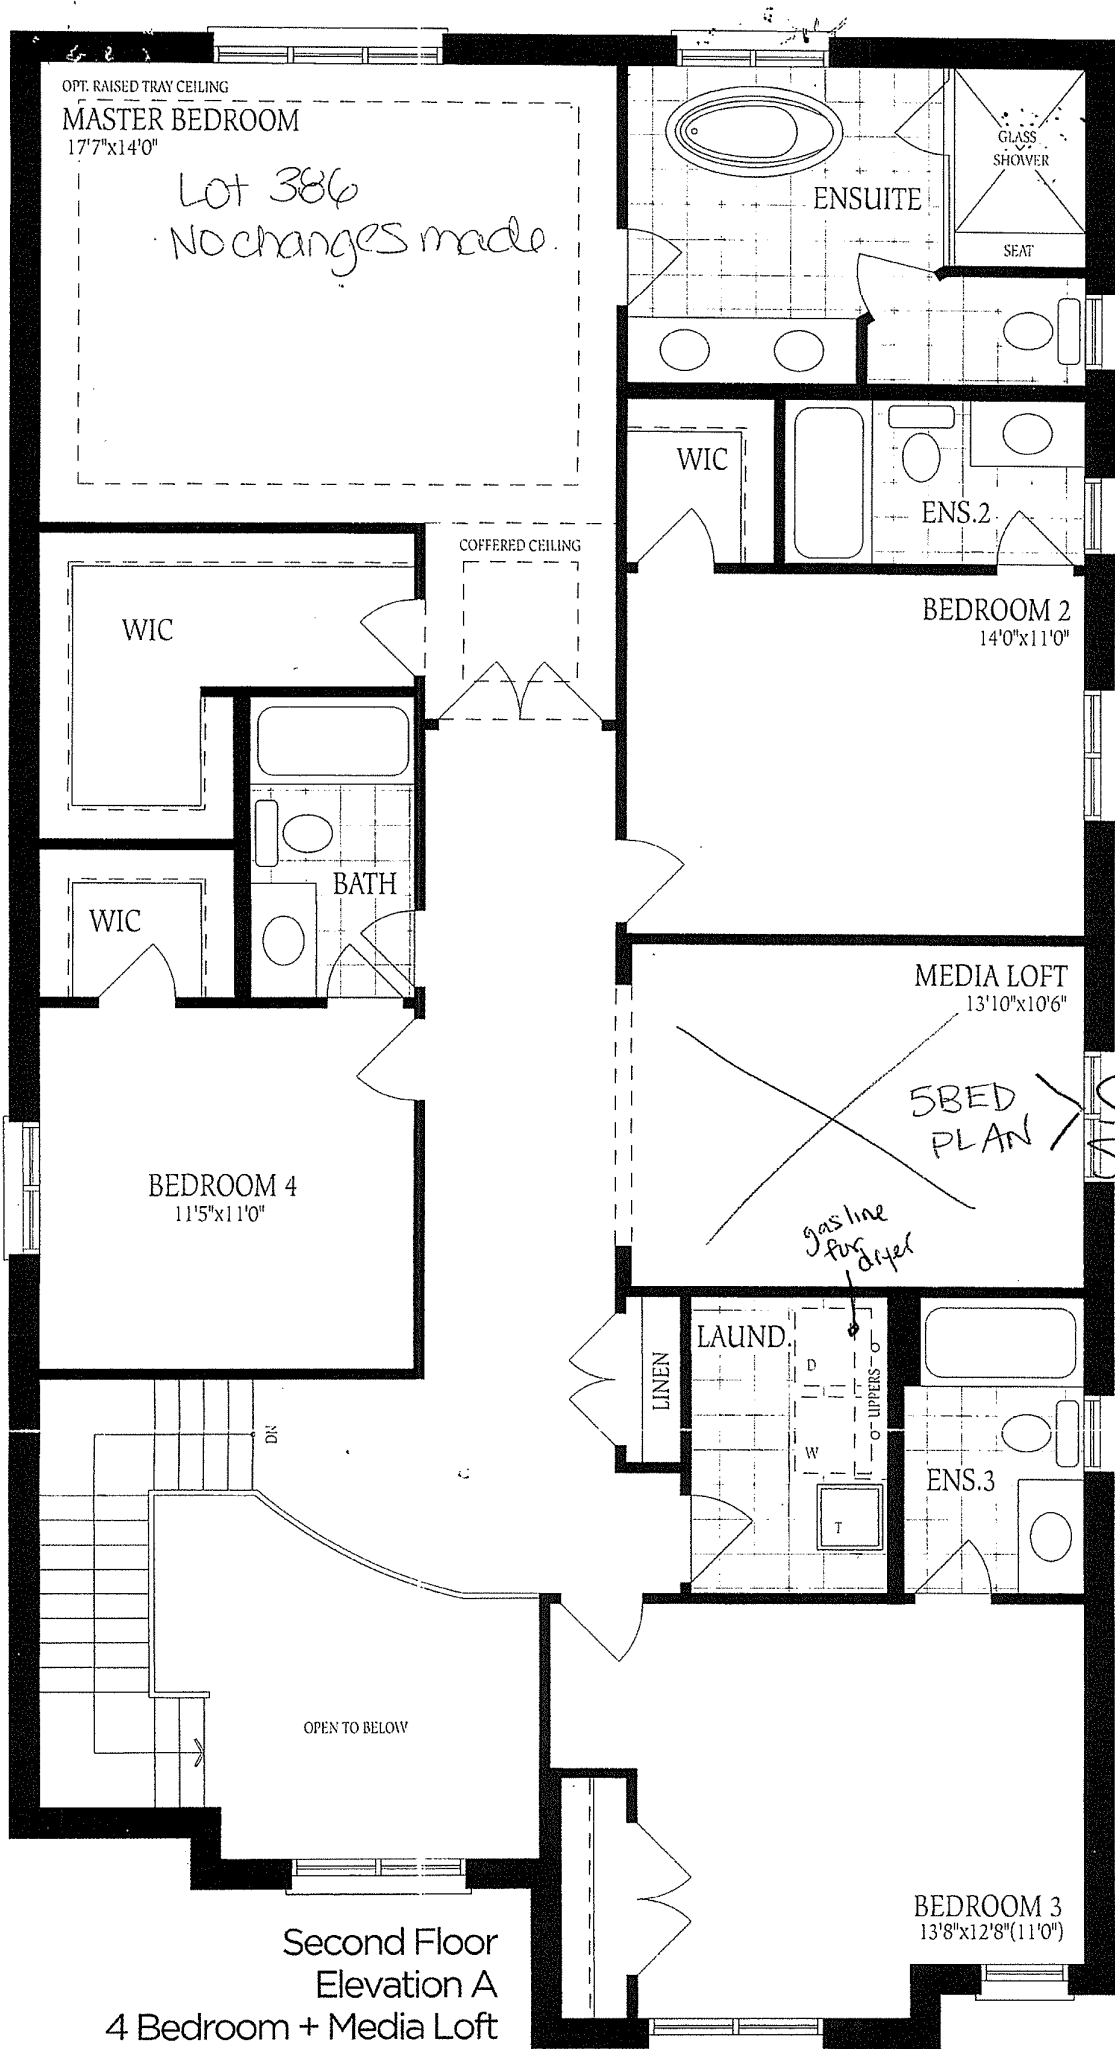 OPT. RAISED TRAY CEILING
MASTER BEDROOM
17'7"x14'0"
Lot 386
No changes made.
GLASS
SHOWER
ENSUITE
SEAT
WIC
ENS.2
COFFERED CEILING
WIC
BEDROOM 2
14'0"x11'0"
BATH
WIC
MEDIA LOFT
13'10"x10'6"
5BED
PLAN
BEDROOM 4
11'5"x11'0"
gas line
for
dryer
LAUND.
D
UPPERS
LINEN
W
DN
ENS.3
T
OPEN TO BELOW
BEDROOM 3
13'8"x12'8"(11'0")
Second Floor
Elevation A
4 Bedroom + Media Loft